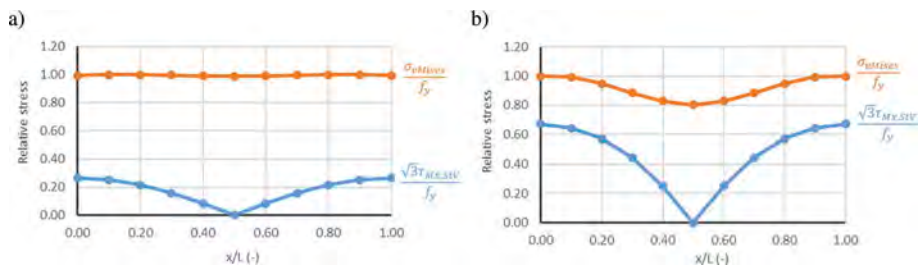 a)
1.20
1.00
0.80
0.60
0.40
0.20
0.00
Relative stress
0.00 0.20 0.40 0.60 0.80 1.00
x/L (-)
σvMises
fy
√3τMx,StV
fy
b)
1.20
1.00
0.80
0.60
0.40
0.20
0.00
Relative stress
0.00 0.20 0.40 0.60 0.80 1.00
x/L (-)
σvMises
fy
√3τMx,StV
fy